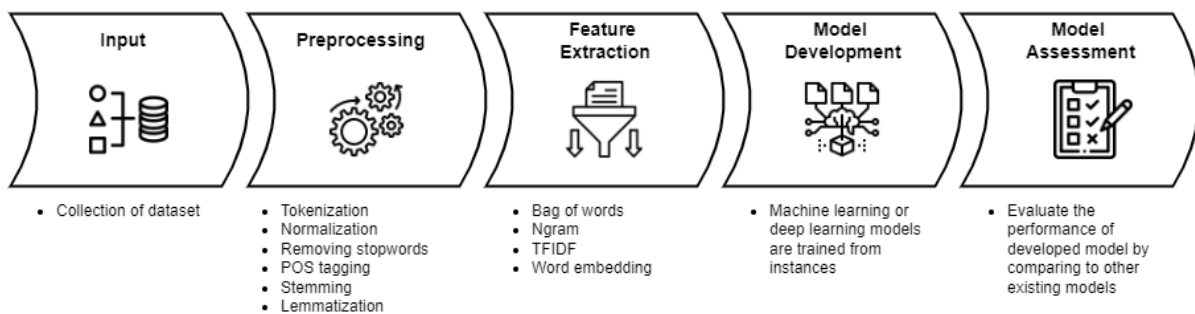 Input
Preprocessing
Feature
Extraction
Model
Development
Model
Assessment
• Collection of dataset
• Tokenization
• Normalization
• Removing stopwords
• POS tagging
• Stemming
• Lemmatization
• Bag of words
• Ngram
• TFIDF
• Word embedding
• Machine learning or
deep learning models
are trained from
instances
• Evaluate the
performance of
developed model by
comparing to other
existing models